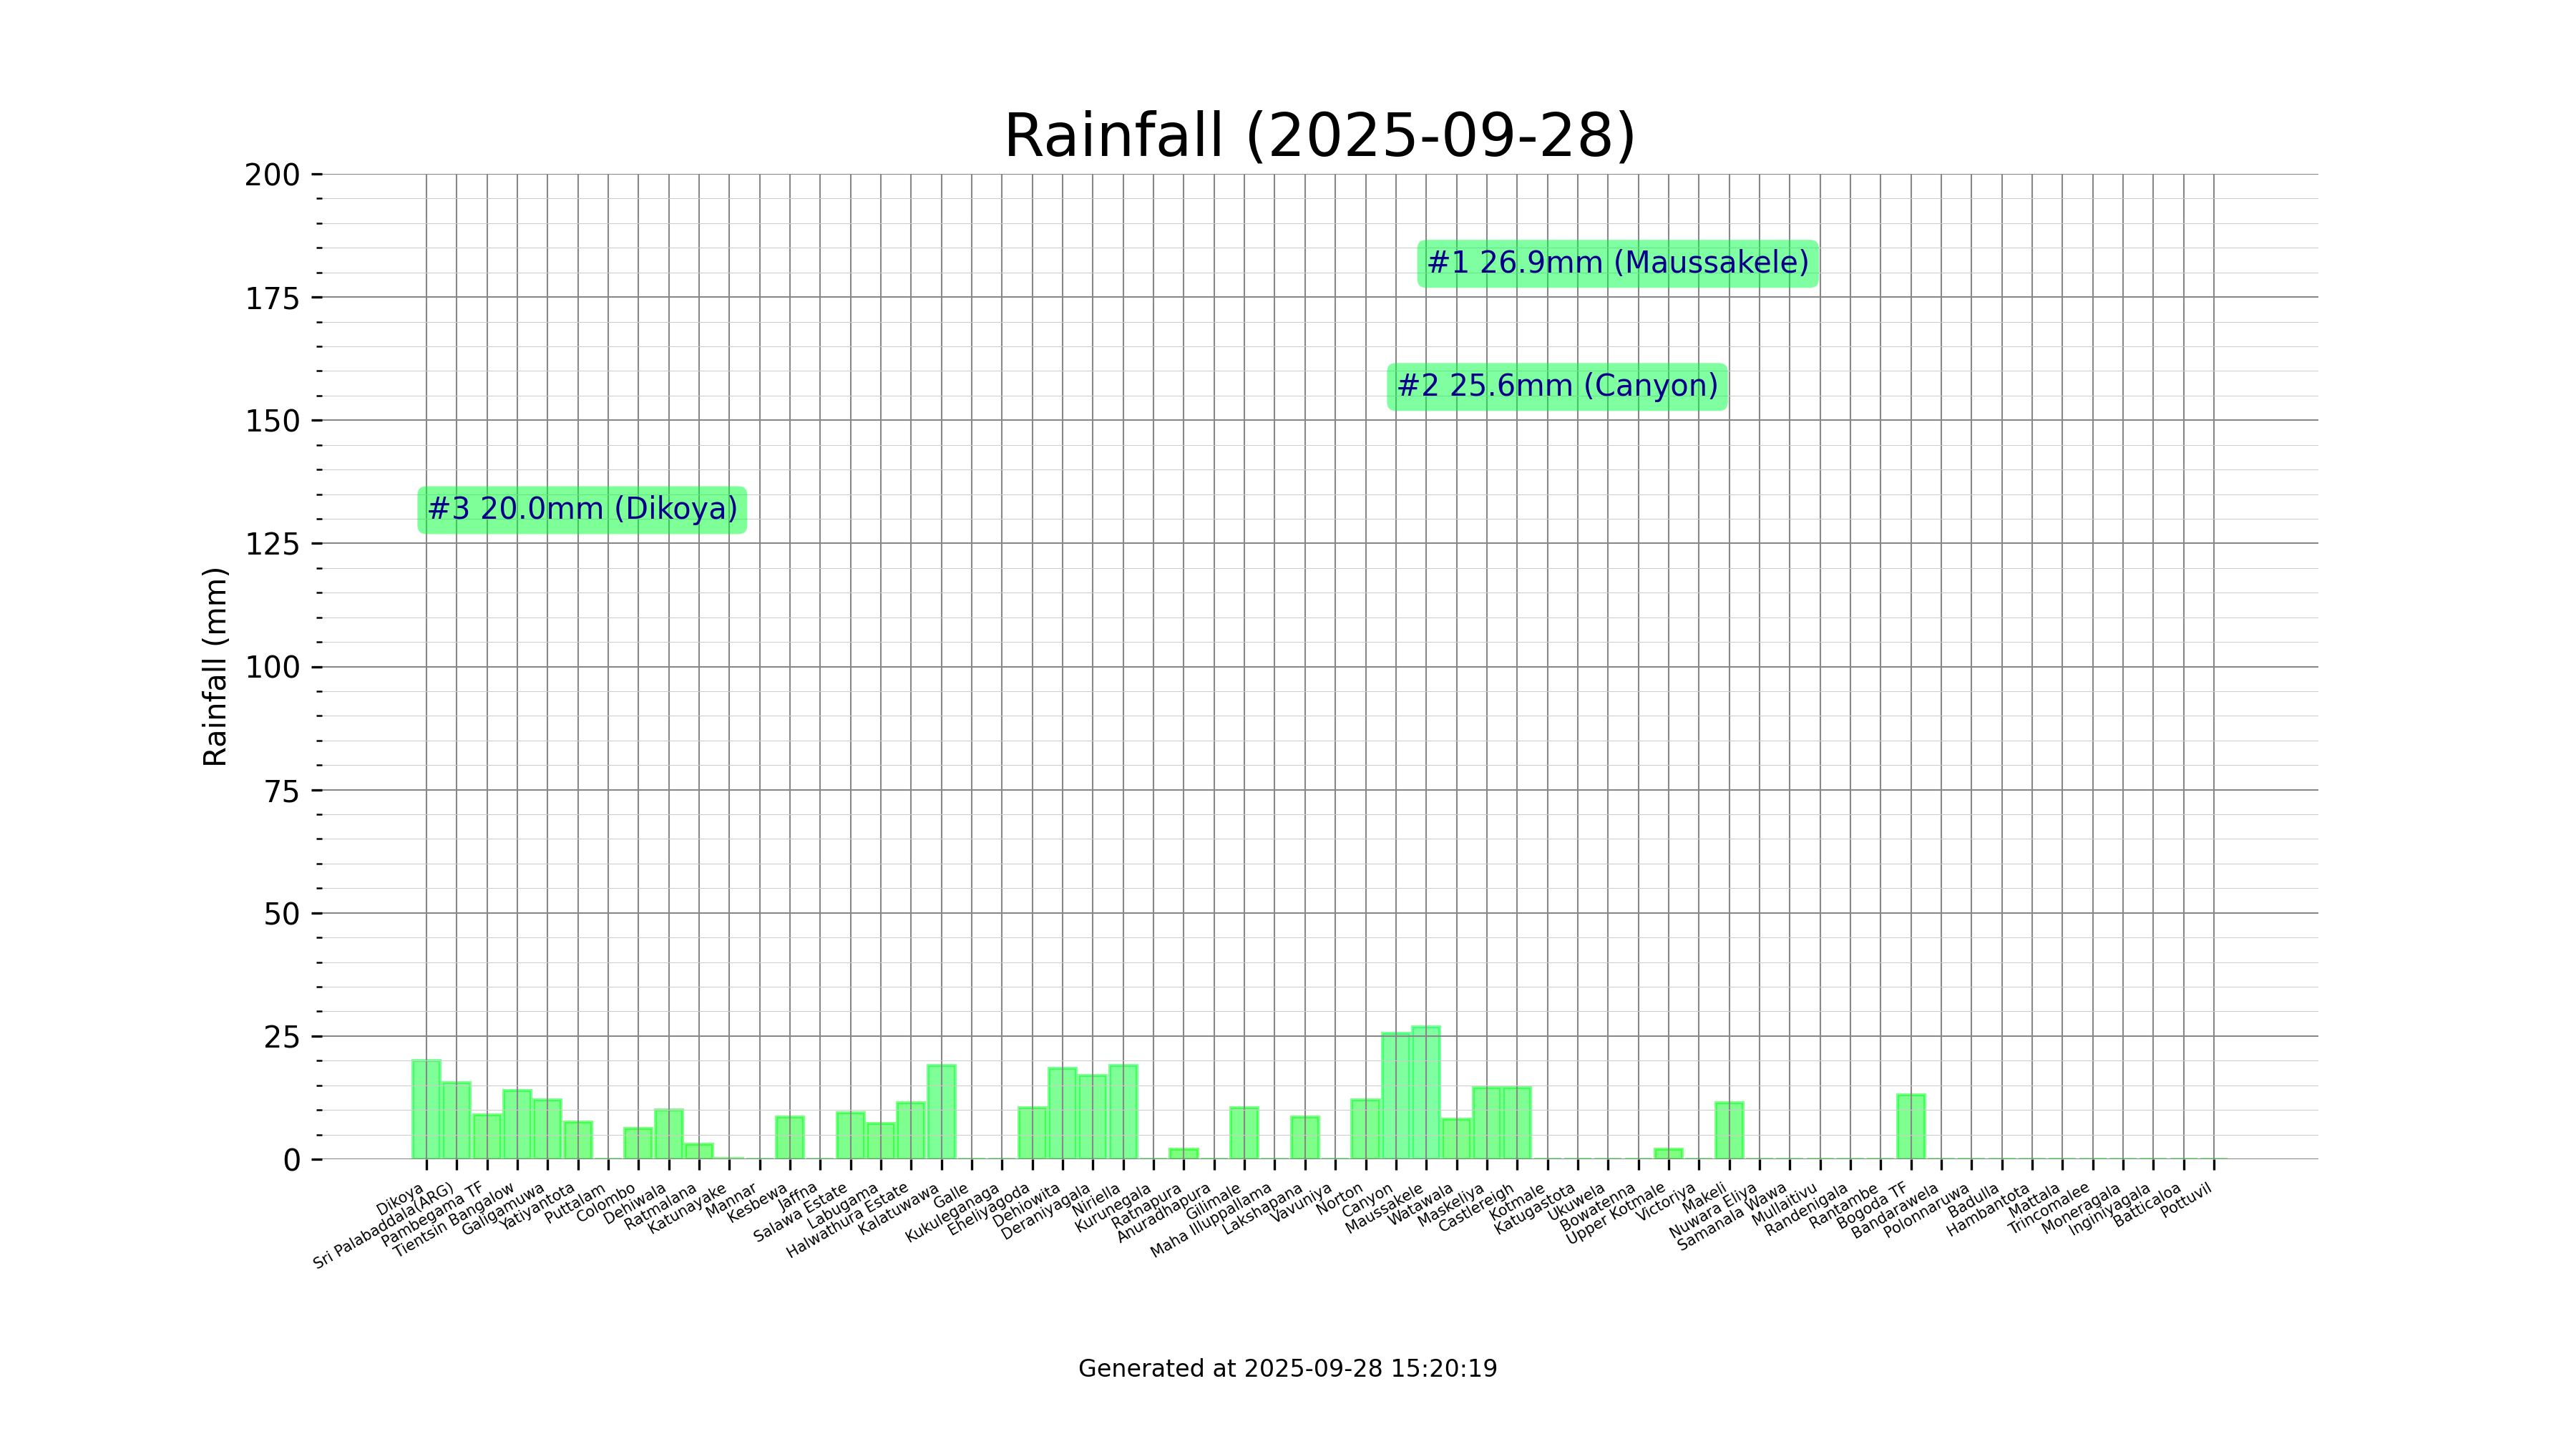 Rainfall (2025-09-28)
Rainfall (mm)
200
175
150
125
100
75
50
25
0
#1 26.9mm (Maussakele)
#2 25.6mm (Canyon)
#3 20.0mm (Dikoya)
Dikoya
Sri Palabaddala(ARG)
Pambegama TF
Tientsin Bangalow
Galigamuwa
Yatiyantota
Puttalam
Colombo
Dehiwala
Ratmalana
Katunayake
Mannar
Kesbewa
Jaffna
Salawa Estate
Labugama
Halwathura Estate
Kalatuwawa
Galle
Kukuleganaga
Eheliyagoda
Dehiowita
Deraniyagala
Niriella
Kurunegala
Ratnapura
Anuradhapura
Gilimale
Maha Illuppallama
Lakshapana
Vavuniya
Norton
Canyon
Maussakele
Watawala
Maskeliya
Castlereigh
Kotmale
Katugastota
Ukuwela
Bowatenna
Upper Kotmale
Victoriya
Makeli
Nuwara Eliya
Samanala Wawa
Mullaitivu
Randenigala
Rantambe
Bogoda TF
Bandarawela
Polonnaruwa
Badulla
Hambantota
Mattala
Trincomalee
Moneragala
Inginiyagala
Batticaloa
Pottuvil
Generated at 2025-09-28 15:20:19